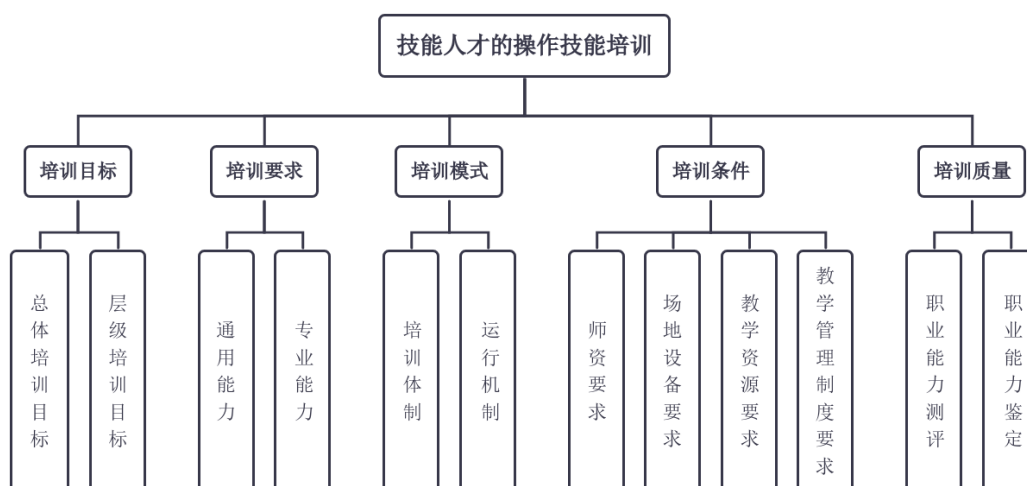 技能人才的操作技能培训
培训目标
培训要求
培训模式
培训条件
培训质量
总体培训目标
层级培训目标
通用能力
专业能力
培训体制
运行机制
师资要求
场地设备要求
教学资源要求
教学管理制度要求
职业能力测评
职业能力鉴定